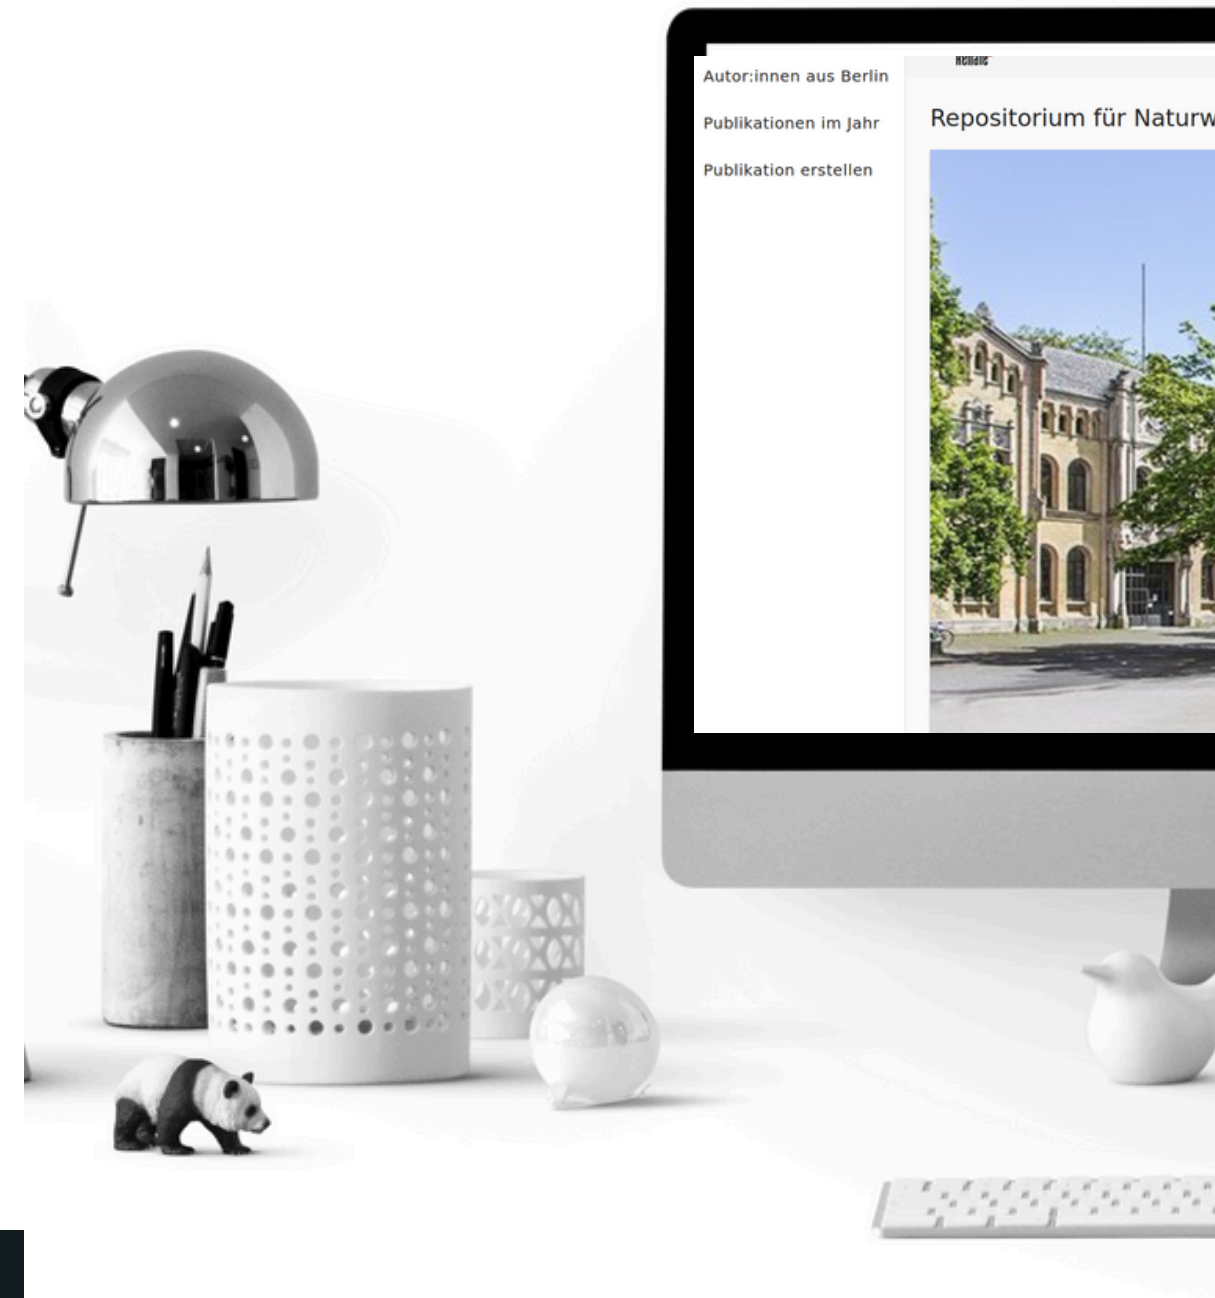 Autor:innen aus Berlin
Publikationen im Jahr
Publikation erstellen
Repositorium für Naturw